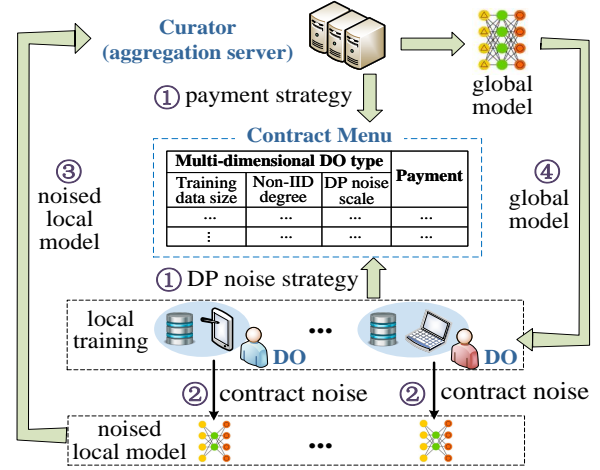 Curator
(aggregation server)
global
model
① payment strategy
Contract Menu
Multi-dimensional DO type
Payment
Training
data size
Non-IID
degree
DP noise
scale
... ... ... ...
⋮ ... ... ...
③
noised
local
model
④
global
model
① DP noise strategy
local
training
DO
...
DO
② contract noise
② contract noise
noised
local model
...